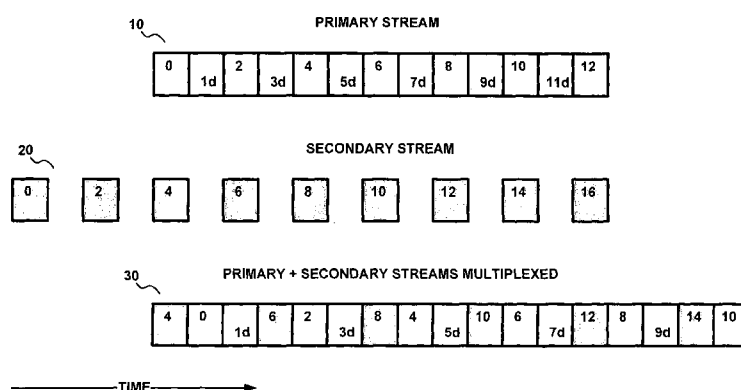 PRIMARY STREAM
10
0 1d 2 3d 4 5d 6 7d 8 9d 10 11d 12
SECONDARY STREAM
20
0 2 4 6 8 10 12 14 16
PRIMARY + SECONDARY STREAMS MULTIPLEXED
30
4 0 1d 6 2 3d 8 4 5d 10 6 7d 12 8 9d 14 10
TIME